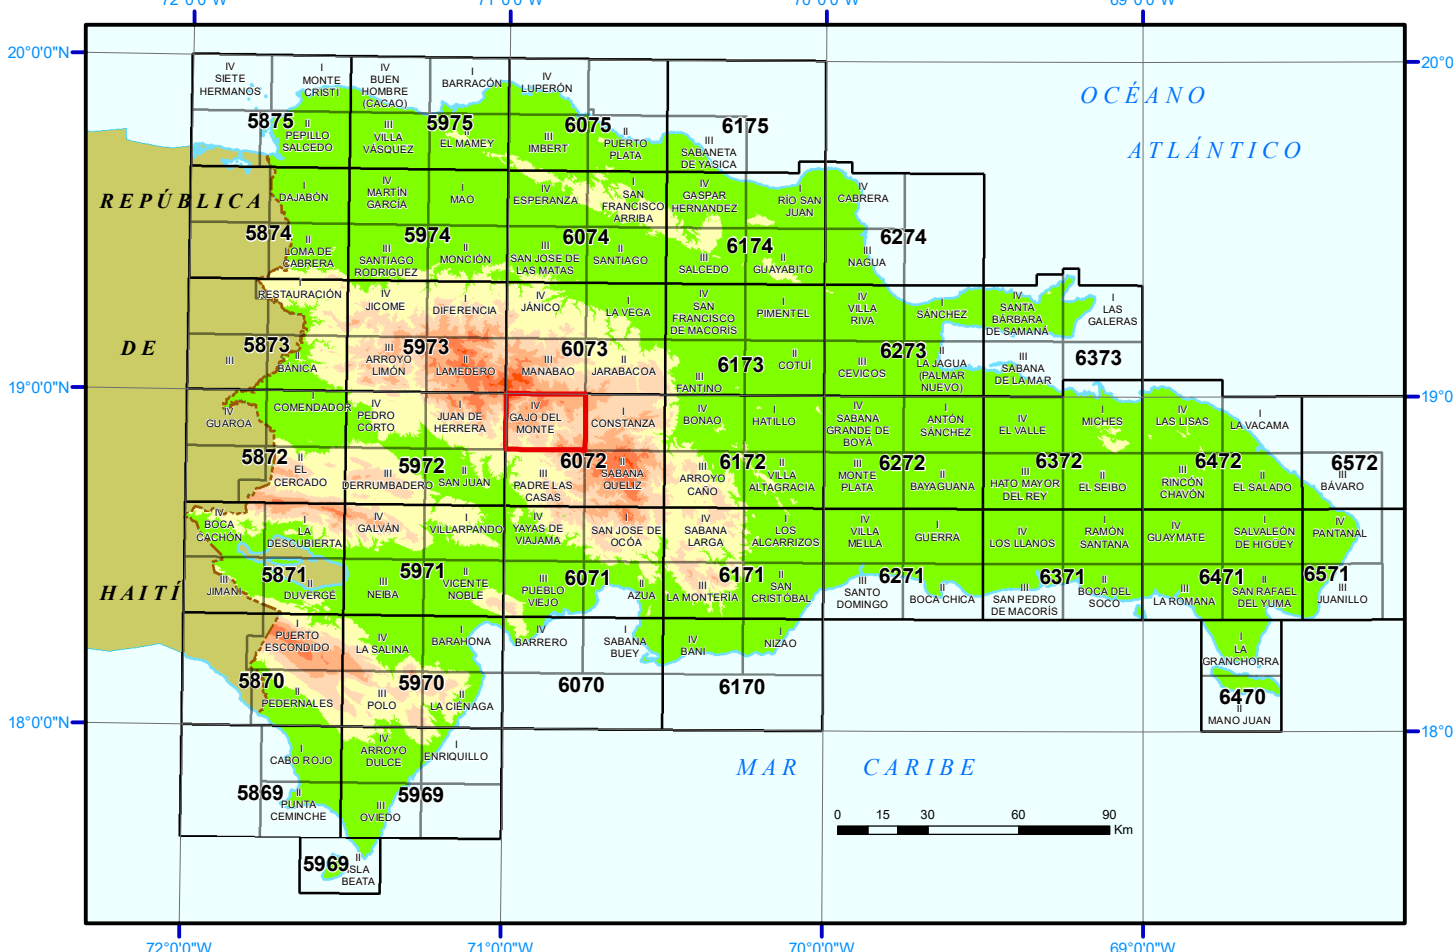 72°0'0"W 71°0'0"W 70°0'0"W 69°0'0"W
20°0'0"N
20°0
OCÉANO
ATLÁNTICO
IV
SIETE
HERMANOS
I
MONTE
CRISTI
IV
BUEN
HOMBRE
(CACAO)
I
BARRACÓN
IV
LUPERÓN
5875
5975
6075
6175
II
PEPILLO
SALCEDO
III
VILLA
VÁSQUEZ
II
EL MAMEY
III
IMBERT
II
PUERTO
PLATA
III
SABANETA
DE YASICA
REPÚBLICA
I
DAJABÓN
IV
MARTÍN
GARCÍA
I
MAO
IV
ESPERANZA
I
SAN
FRANCISCO
ARRIBA
IV
GASPAR
HERNANDEZ
I
RÍO SAN
JUAN
IV
CABRERA
5874
5974
6074
6174
6274
II
LOMA DE
CABRERA
III
SANTIAGO
RODRIGUEZ
II
MONCIÓN
III
SAN JOSE DE
LAS MATAS
II
SANTIAGO
III
SALCEDO
II
GUAYABITO
III
NAGUA
I
RESTAURACIÓN
IV
JICOME
I
DIFERENCIA
IV
JÁNICO
I
LA VEGA
IV
SAN
FRANCISCO
DE MACORÍS
I
PIMENTEL
IV
VILLA
RIVA
I
SÁNCHEZ
IV
SANTA
BÁRBARA
DE SAMANÁ
I
LAS
GALERAS
DE
5873
5973
6073
6173
6273
6373
III
II
BÁNICA
III
ARROYO
LIMÓN
II
LAMEDERO
III
MANABAO
II
JARABACOA
III
FANTINO
II
COTUÍ
III
CEVICOS
II
LA JAGUA
(PALMAR
NUEVO)
III
SABANA
DE LA MAR
19°0'0"N
19°0
IV
GUAROA
I
COMENDADOR
IV
PEDRO
CORTO
I
JUAN DE
HERRERA
IV
GAJO DEL
MONTE
I
CONSTANZA
IV
BONAO
I
HATILLO
IV
SABANA
GRANDE DE
BOYÁ
I
ANTÓN
SÁNCHEZ
IV
EL VALLE
I
MICHES
IV
LAS LISAS
I
LA VACAMA
5872
5972
6072
6172
6272
6372
6472
6572
II
EL
CERCADO
III
DERRUMBADERO
II
SAN JUAN
III
PADRE LAS
CASAS
II
SABANA
QUELIZ
III
ARROYO
CAÑO
II
VILLA
ALTAGRACIA
III
MONTE
PLATA
II
BAYAGUANA
III
HATO MAYOR
DEL REY
II
EL SEIBO
III
RINCÓN
CHAVÓN
II
EL SALADO
III
BÁVARO
IV
BOCA
CACHÓN
I
LA
DESCUBIERTA
IV
GALVÁN
I
VILLARPANDO
IV
YAYAS DE
VIAJAMA
I
SAN JOSE DE
OCÓA
IV
SABANA
LARGA
I
LOS
ALCARRIZOS
IV
VILLA
MELLA
I
GUERRA
IV
LOS LLANOS
I
RAMÓN
SANTANA
IV
GUAYMATE
I
SALVALEÓN
DE HIGÜEY
IV
PANTANAL
HAITÍ
5871
5971
6071
6171
6271
6371
6471
6571
III
JIMANÍ
II
DUVERGÉ
III
NEIBA
II
VICENTE
NOBLE
III
PUEBLO
VIEJO
II
AZUA
III
LA MONTERÍA
II
SAN
CRISTÓBAL
III
SANTO
DOMINGO
II
BOCA CHICA
III
SAN PEDRO
DE MACORÍS
II
BOCA DEL
SOCO
III
LA ROMANA
II
SAN RAFAEL
DEL YUMA
III
JUANILLO
I
PUERTO
ESCONDIDO
IV
LA SALINA
I
BARAHONA
IV
BARRERO
I
SABANA
BUEY
IV
BANI
I
NIZAO
I
LA
GRANCHORRA
5870
5970
6070
6170
6470
II
PEDERNALES
III
POLO
II
LA CIÉNAGA
II
MANO JUAN
18°0'0"N
18°0
I
CABO ROJO
IV
ARROYO
DULCE
I
ENRIQUILLO
MAR CARIBE
5869
5969
II
PUNTA
CEMINCHE
III
OVIEDO
0 15 30 60 90
Km
5969
II
ISLA
BEATA
72°0'0"W 71°0'0"W 70°0'0"W 69°0'0"W